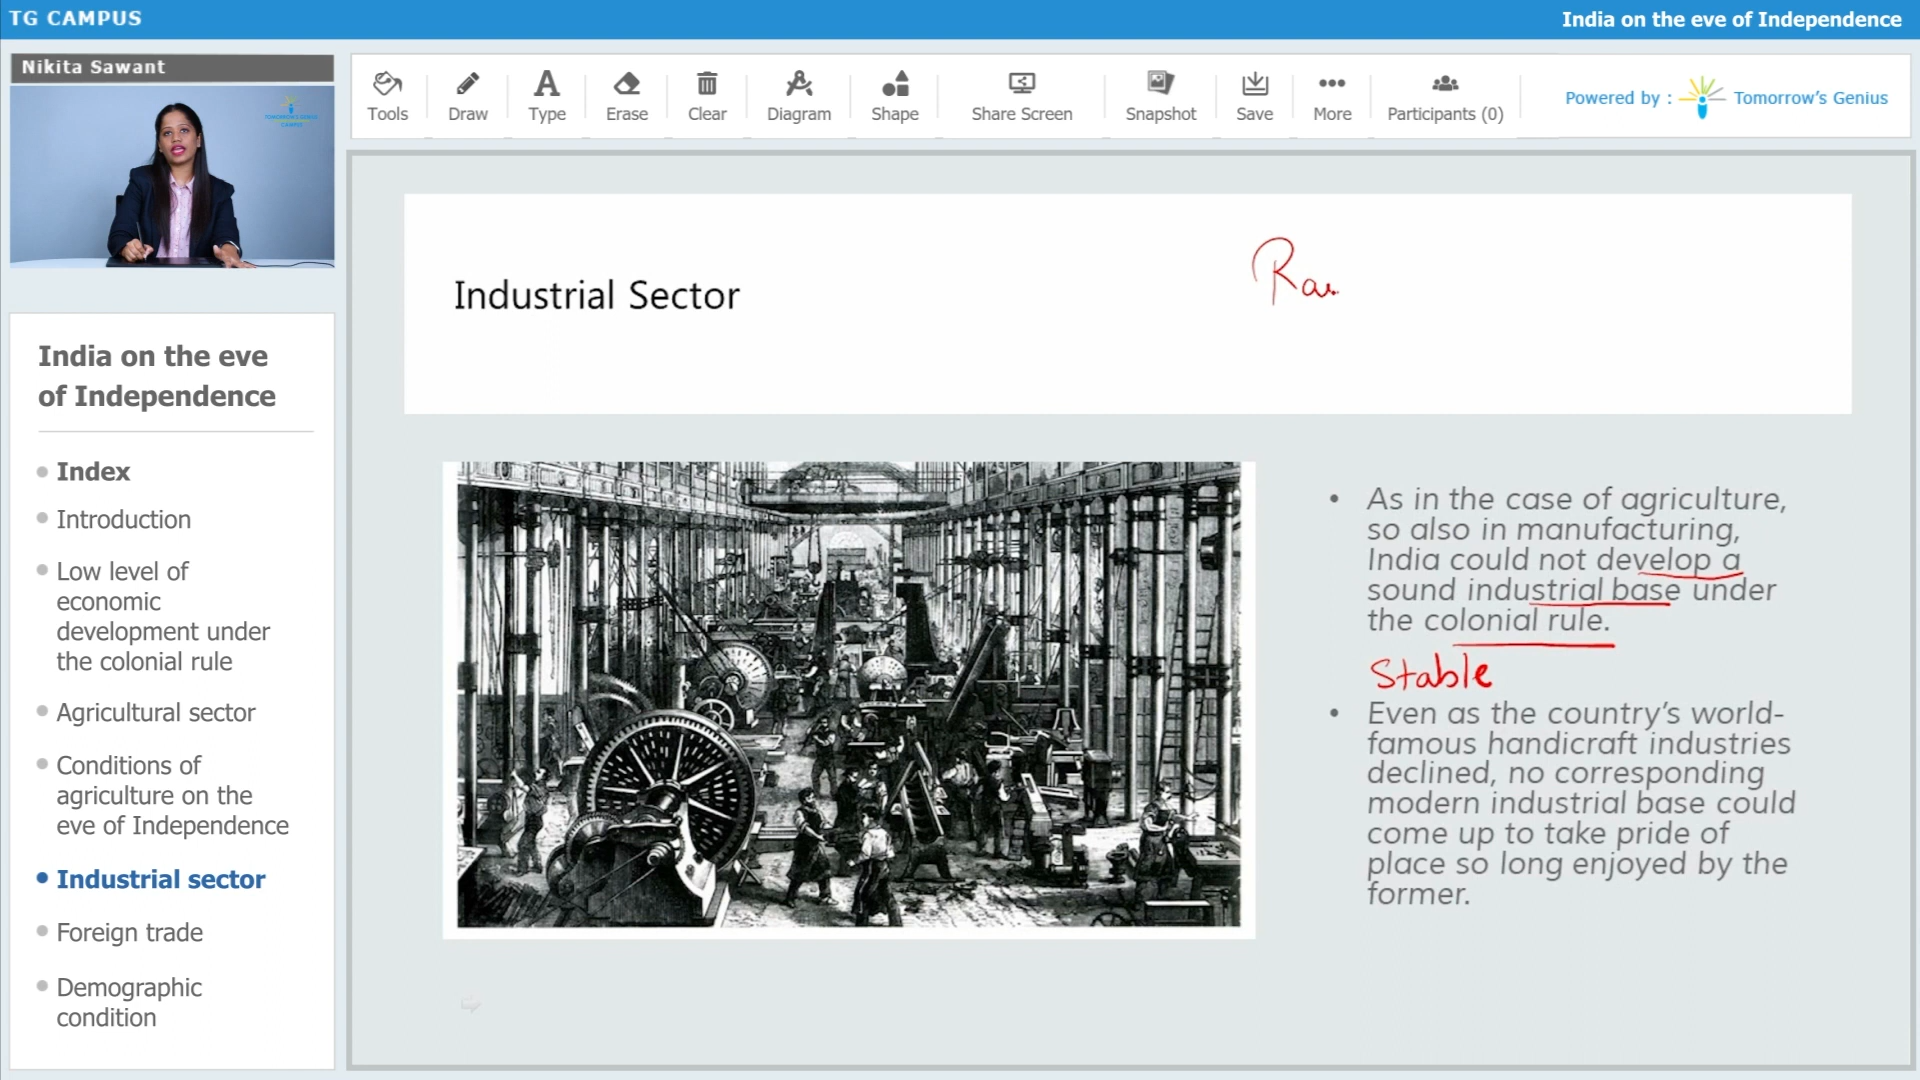 TG CAMPUS
India on the eve of Independence
Nikita Sawant
TOMORROW'S GENIUS
CAMPUS
Tools
Draw
Type
Erase
Clear
Diagram
Shape
Share Screen
Snapshot
Save
More
Participants (0)
Powered by : Tomorrow's Genius
India on the eve
of Independence
Index
Introduction
Low level of
economic
development under
the colonial rule
Agricultural sector
Conditions of
agriculture on the
eve of Independence
Industrial sector
Foreign trade
Demographic
condition
Industrial Sector
• As in the case of agriculture,
so also in manufacturing,
India could not develop a
sound industrial base under
the colonial rule.
Stable
• Even as the country's world-
famous handicraft industries
declined, no corresponding
modern industrial base could
come up to take pride of
place so long enjoyed by the
former.